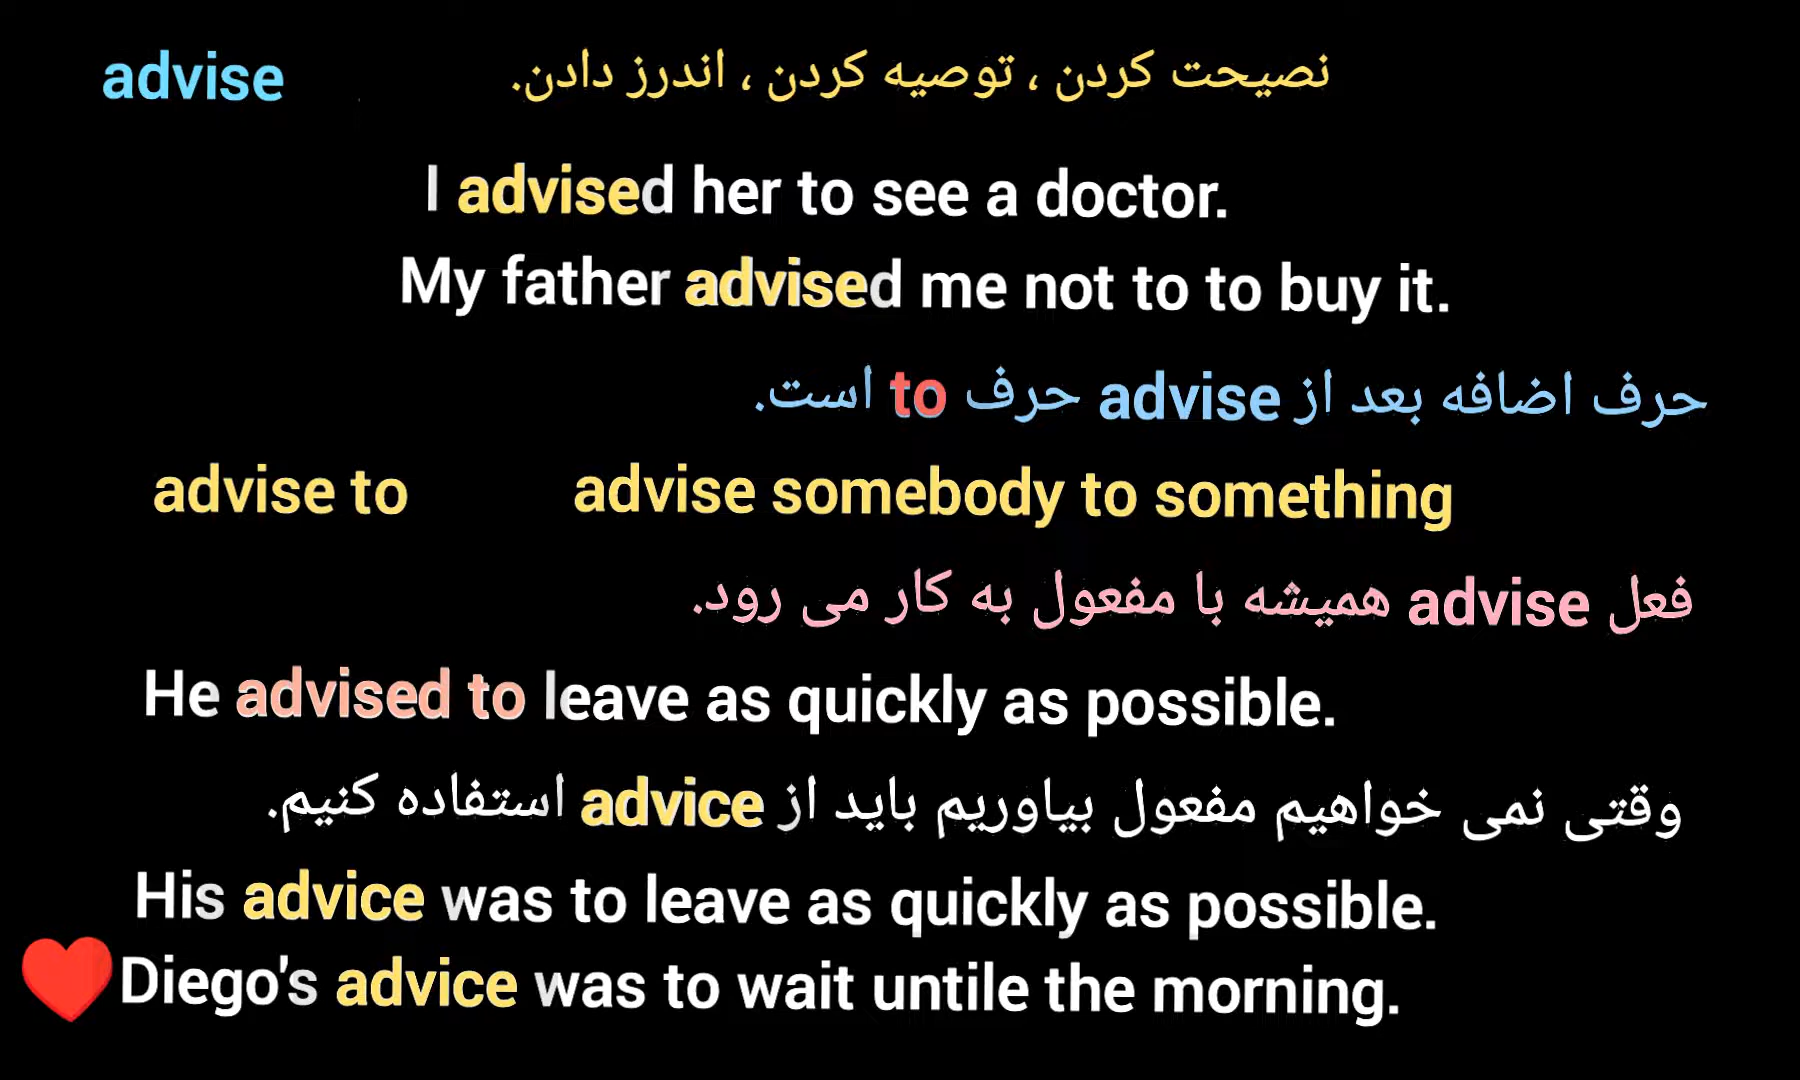 advise نصیحت کردن ، توصیه کردن ، اندرز دادن.
I advised her to see a doctor.
My father advised me not to to buy it.
حرف اضافه بعد از advise حرف to است.
advise to advise somebody to something
فعل advise همیشه با مفعول به کار می رود.
He advised to leave as quickly as possible.
وقتی نمی خواهیم مفعول بیاوریم باید از advice استفاده کنیم.
His advice was to leave as quickly as possible.
Diego's advice was to wait untile the morning.